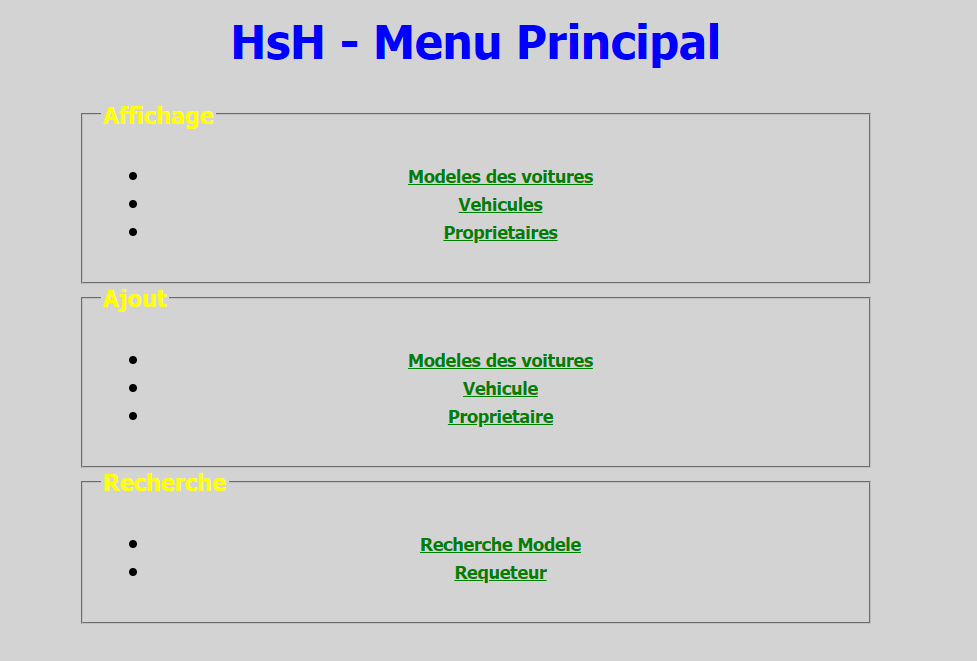 HsH - Menu Principal
Affichage
Modeles des voitures
Vehicules
Proprietaires
Ajout
Modeles des voitures
Vehicule
Proprietaire
Recherche
Recherche Modele
Requeteur